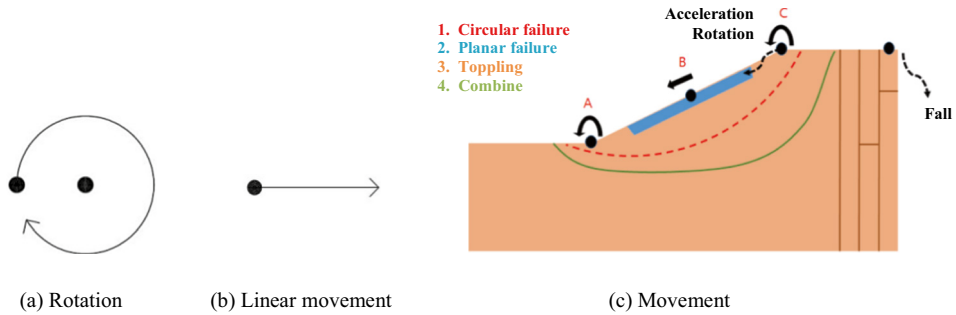 Acceleration
Rotation
C
1. Circular failure
2. Planar failure
3. Toppling
4. Combine
B
A
Fall
(a) Rotation
(b) Linear movement
(c) Movement